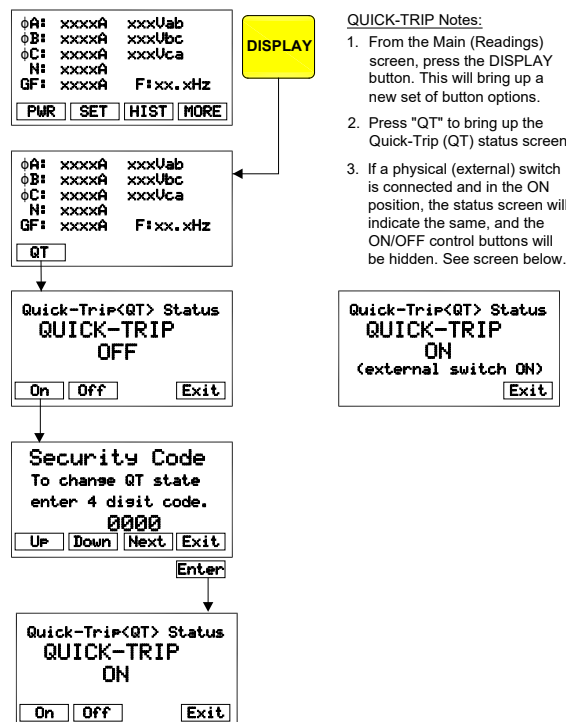 ϕA: xxxxA xxxVab
ϕB: xxxxA xxxVbc
ϕC: xxxxA xxxVca
N: xxxxA
GF: xxxxA F:xx.xHz
PWR SET HIST MORE
DISPLAY
ϕA: xxxxA xxxVab
ϕB: xxxxA xxxVbc
ϕC: xxxxA xxxVca
N: xxxxA
GF: xxxxA F:xx.xHz
QT
Quick-Trip<QT> Status
QUICK-TRIP
OFF
On Off Exit
Security Code
To change QT state
enter 4 digit code.
0000
Up Down Next Exit
Enter
Quick-Trip<QT> Status
QUICK-TRIP
ON
On Off Exit
QUICK-TRIP Notes:
1. From the Main (Readings)
screen, press the DISPLAY
button. This will bring up a
new set of button options.
2. Press "QT" to bring up the
Quick-Trip (QT) status screen
3. If a physical (external) switch
is connected and in the ON
position, the status screen will
indicate the same, and the
ON/OFF control buttons will
be hidden. See screen below.
Quick-Trip<QT> Status
QUICK-TRIP
ON
(external switch ON)
Exit